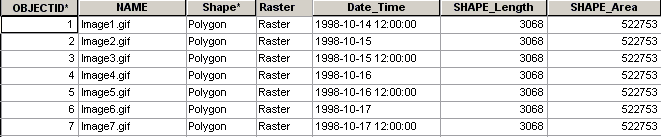 OBJECTID* NAME Shape* Raster Date_Time SHAPE_Length SHAPE_Area
1 Image1.gif Polygon Raster 1998-10-14 12:00:00 3068 522753
2 Image2.gif Polygon Raster 1998-10-15 3068 522753
3 Image3.gif Polygon Raster 1998-10-15 12:00:00 3068 522753
4 Image4.gif Polygon Raster 1998-10-16 3068 522753
5 Image5.gif Polygon Raster 1998-10-16 12:00:00 3068 522753
6 Image6.gif Polygon Raster 1998-10-17 3068 522753
7 Image7.gif Polygon Raster 1998-10-17 12:00:00 3068 522753